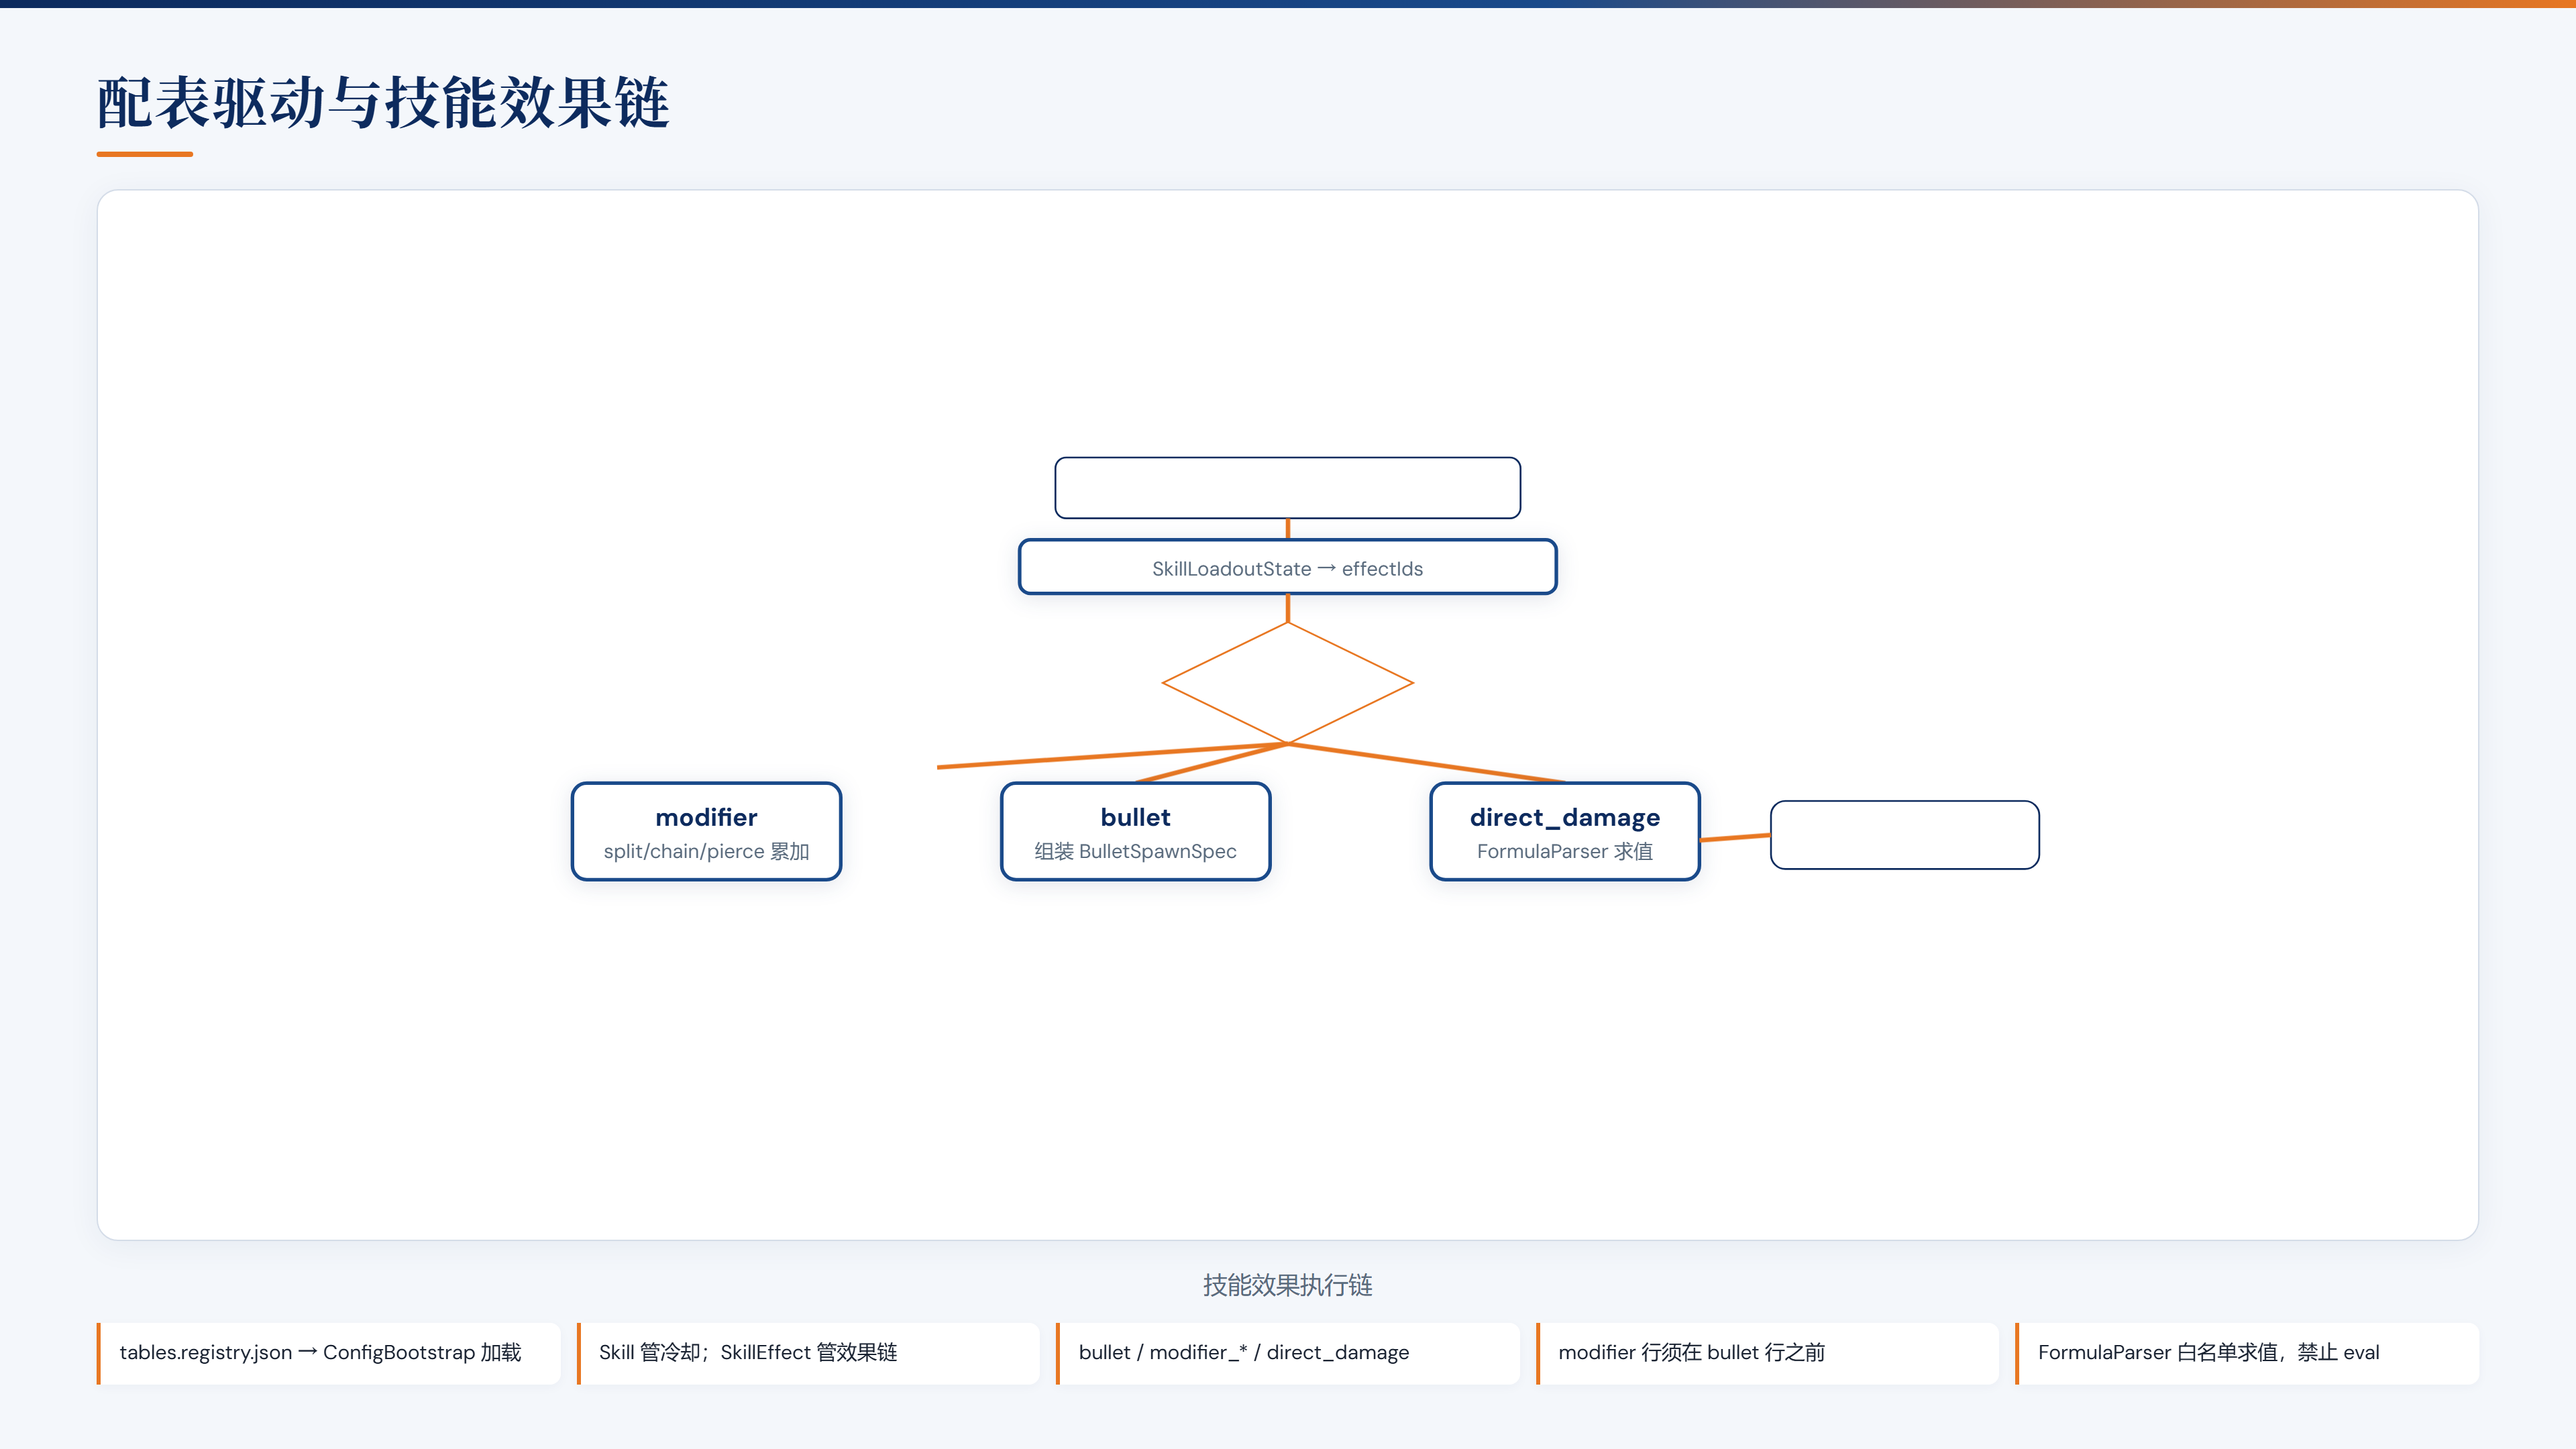 配表驱动与技能效果链
SkillLoadoutState → effectIds
modifier
split/chain/pierce 累加
bullet
组装 BulletSpawnSpec
direct_damage
FormulaParser 求值
技能效果执行链
tables.registry.json → ConfigBootstrap 加载
Skill 管冷却；SkillEffect 管效果链
bullet / modifier_* / direct_damage
modifier 行须在 bullet 行之前
FormulaParser 白名单求值，禁止 eval